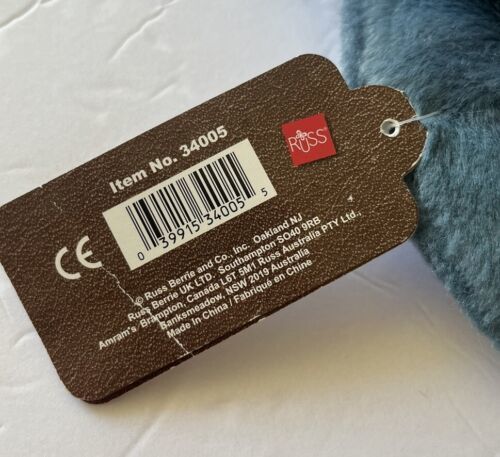 Item No. 34005
RUSS
0 39915 34005 5
CE
© Russ Berrie and Co., Inc. Oakland NJ
Russ Berrie UK LTD. Southampton SO40 9RB
Amram's Brampton, Canada L6T 5M) Russ Australia PTY Ltd.,
Banksmeadow, NSW 2019 Australia
Made in China / Fabriqué en Chine